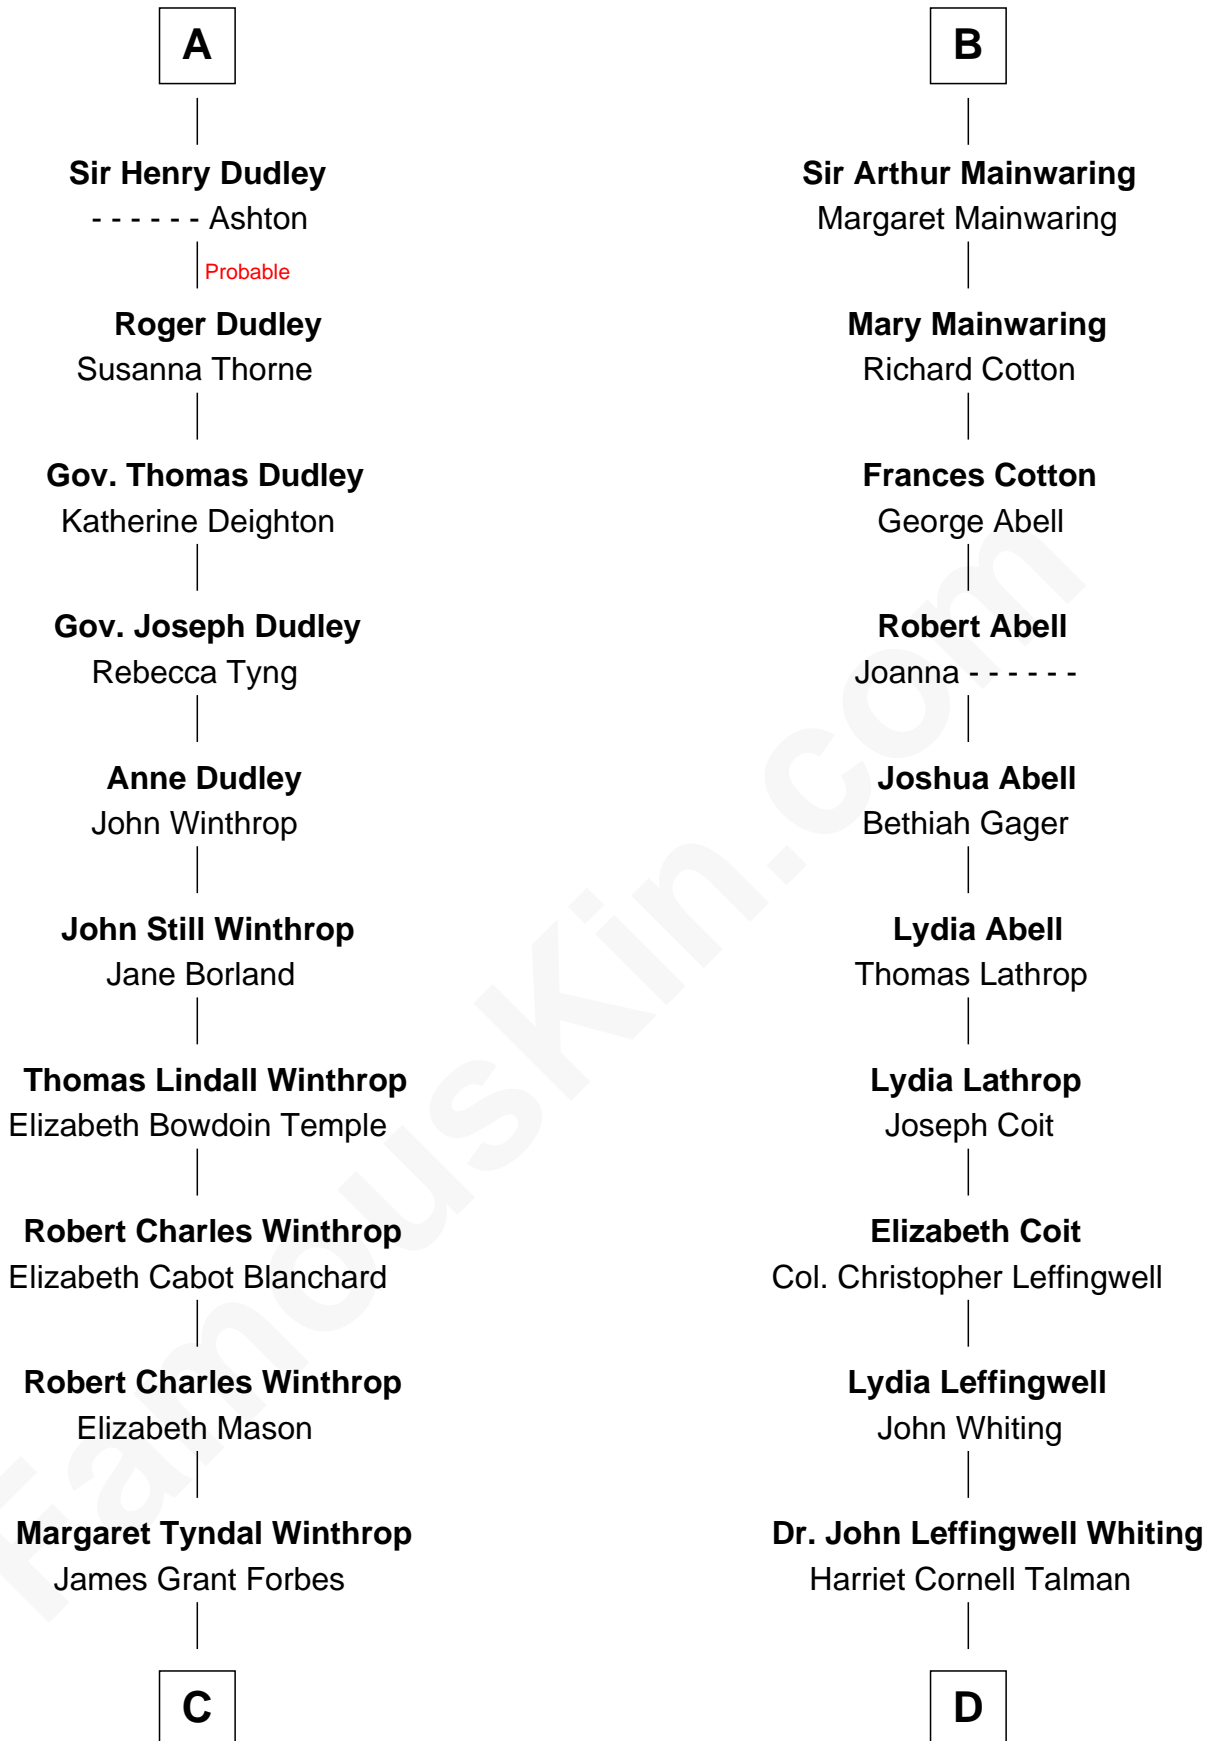 A
Sir Henry Dudley
- - - - - - Ashton
Probable
Roger Dudley
Susanna Thorne
Gov. Thomas Dudley
Katherine Deighton
Gov. Joseph Dudley
Rebecca Tyng
Anne Dudley
John Winthrop
John Still Winthrop
Jane Borland
Thomas Lindall Winthrop
Elizabeth Bowdoin Temple
Robert Charles Winthrop
Elizabeth Cabot Blanchard
Robert Charles Winthrop
Elizabeth Mason
Margaret Tyndal Winthrop
James Grant Forbes
C
B
Sir Arthur Mainwaring
Margaret Mainwaring
Mary Mainwaring
Richard Cotton
Frances Cotton
George Abell
Robert Abell
Joanna - - - - - -
Joshua Abell
Bethiah Gager
Lydia Abell
Thomas Lathrop
Lydia Lathrop
Joseph Coit
Elizabeth Coit
Col. Christopher Leffingwell
Lydia Leffingwell
John Whiting
Dr. John Leffingwell Whiting
Harriet Cornell Talman
D
FamousKin.com